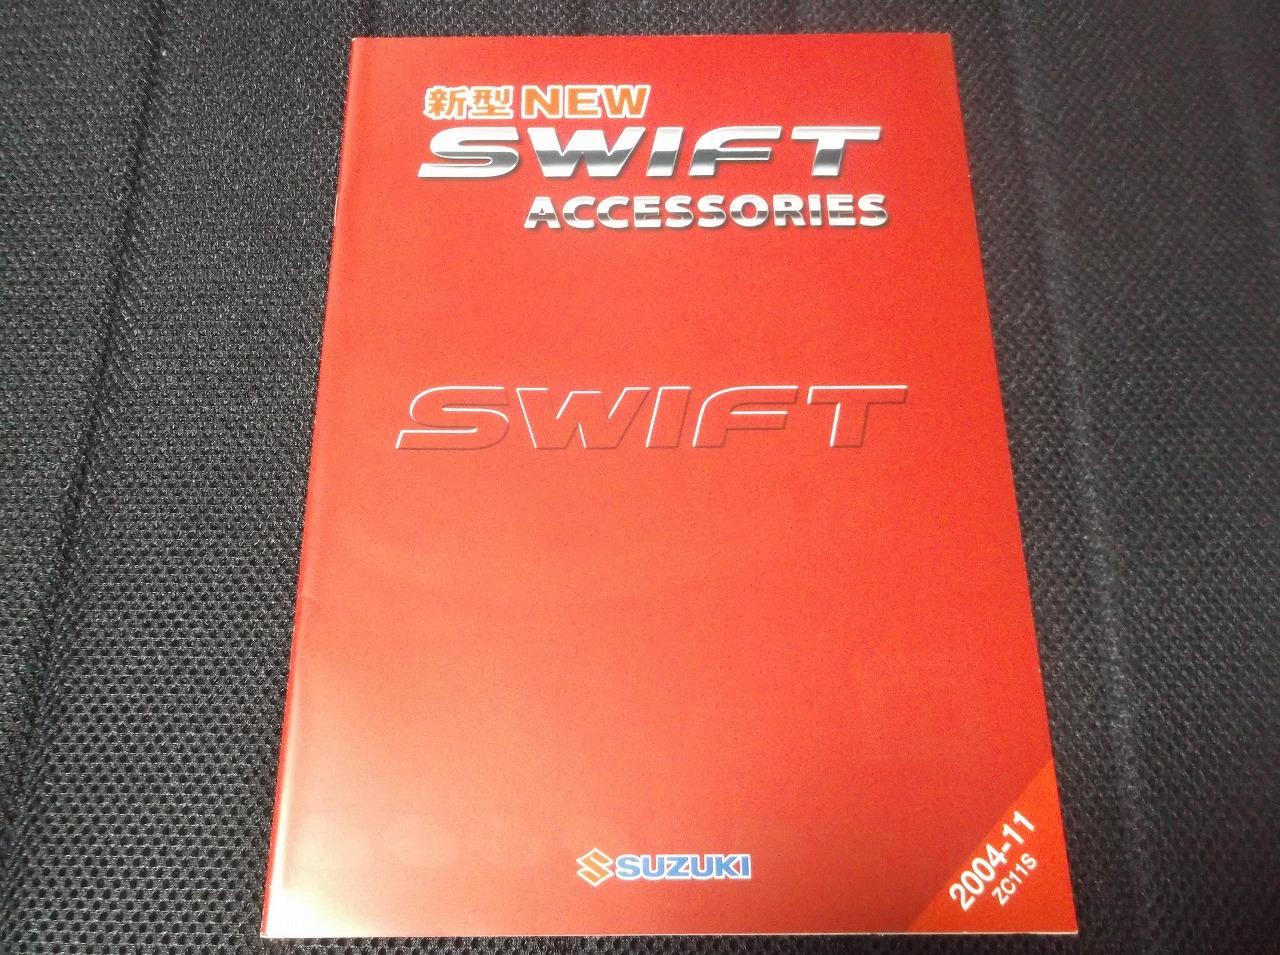 新型 NEW
SWIFT
ACCESSORIES
SWIFT
SUZUKI
2004-11
ZC11S